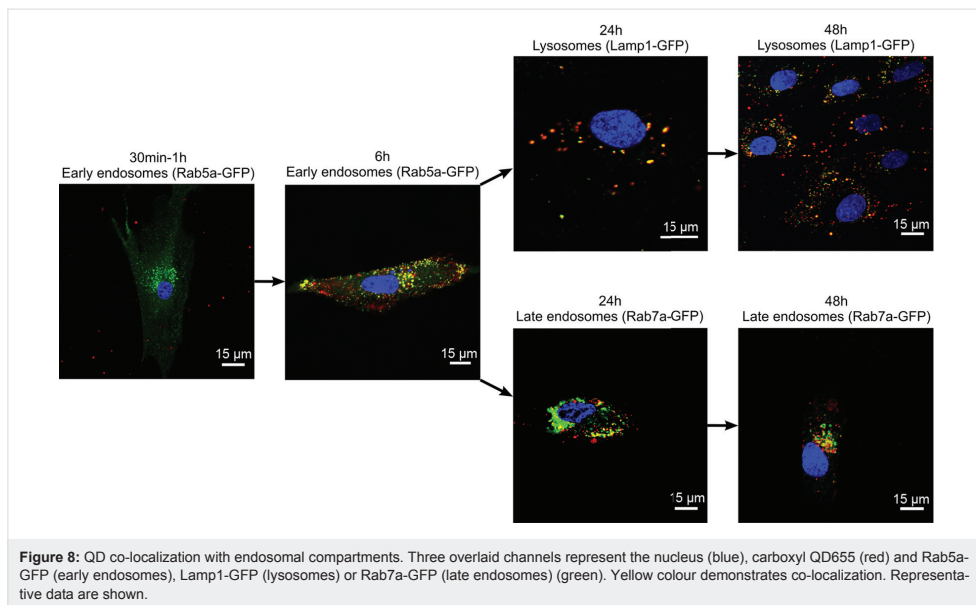 30min-1h
Early endosomes (Rab5a-GFP)
15 µm
6h
Early endosomes (Rab5a-GFP)
15 µm
24h
Lysosomes (Lamp1-GFP)
15 µm
48h
Lysosomes (Lamp1-GFP)
15 µm
24h
Late endosomes (Rab7a-GFP)
15 µm
48h
Late endosomes (Rab7a-GFP)
15 µm
Figure 8: QD co-localization with endosomal compartments. Three overlaid channels represent the nucleus (blue), carboxyl QD655 (red) and Rab5a-
GFP (early endosomes), Lamp1-GFP (lysosomes) or Rab7a-GFP (late endosomes) (green). Yellow colour demonstrates co-localization. Representa-
tive data are shown.